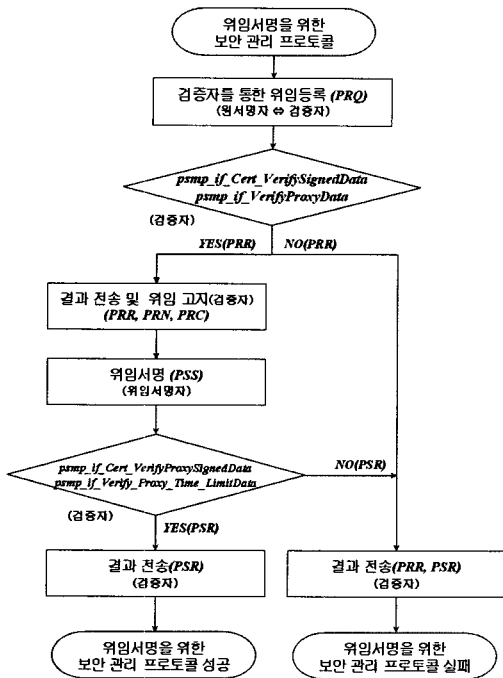 위임서명을 위한
보안 관리 프로토콜
검증자를 통한 위임등록 (PRQ)
(원서명자 ⇔ 검증자)
psmp_if_Cert_VerifySignedData
psmp_if_VerifyProxyData
(검증자)
YES(PRR)
NO(PRR)
결과 전송 및 위임 고지(검증자)
(PRR, PRN, PRC)
위임서명 (PSS)
(위임서명자)
psmp_if_Cert_VerifyProxySignedData
psmp_if_Verify_Proxy_Time_LimitData
(검증자)
NO(PSR)
YES(PSR)
결과 전송(PSR)
(검증자)
결과 전송(PRR, PSR)
(검증자)
위임서명을 위한
보안 관리 프로토콜 성공
위임서명을 위한
보안 관리 프로토콜 실패